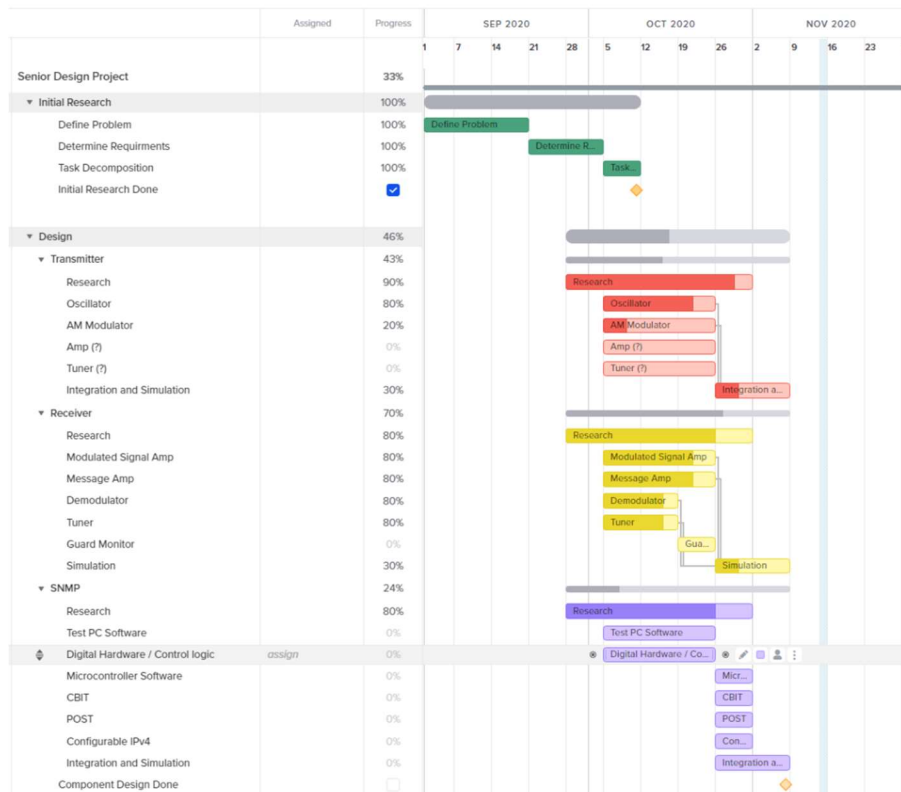 Assigned Progress SEP 2020 OCT 2020 NOV 2020
1 7 14 21 28 5 12 19 26 2 9 16 23
Senior Design Project 33%
Initial Research 100%
Define Problem 100% Define Problem
Determine Requirments 100% Determine R...
Task Decomposition 100% Task...
Initial Research Done
Design 46%
Transmitter 43%
Research 90% Research
Oscillator 80% Oscillator
AM Modulator 20% AM Modulator
Amp (?) 0% Amp (?)
Tuner (?) 0% Tuner (?)
Integration and Simulation 30% Integration a...
Receiver 70%
Research 80% Research
Modulated Signal Amp 80% Modulated Signal Amp
Message Amp 80% Message Amp
Demodulator 80% Demodulator
Tuner 80% Tuner
Guard Monitor 0% Gua...
Simulation 30% Simulation
SNMP 24%
Research 80% Research
Test PC Software 0% Test PC Software
Digital Hardware / Control logic assign 0% Digital Hardware / Co...
Microcontroller Software 0% Micr...
CBIT 0% CBIT
POST 0% POST
Configurable IPv4 0% Con...
Integration and Simulation 0% Integration a...
Component Design Done